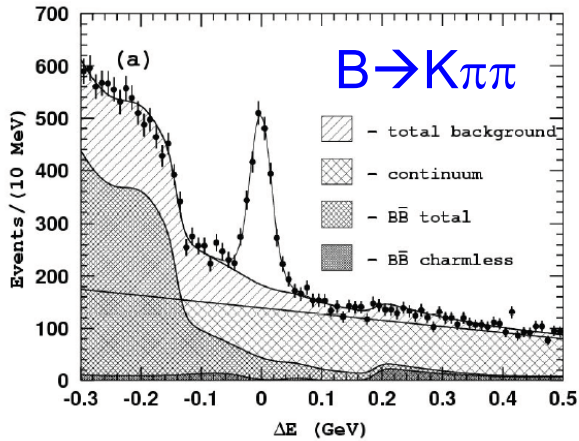 700
600
500
400
300
200
100
0
Events/(10 MeV)
(a)
B→Kππ
- total background
- continuum
- BB̅ total
- BB̅ charmless
-0.3 -0.2 -0.1 0 0.1 0.2 0.3 0.4 0.5
ΔE (GeV)